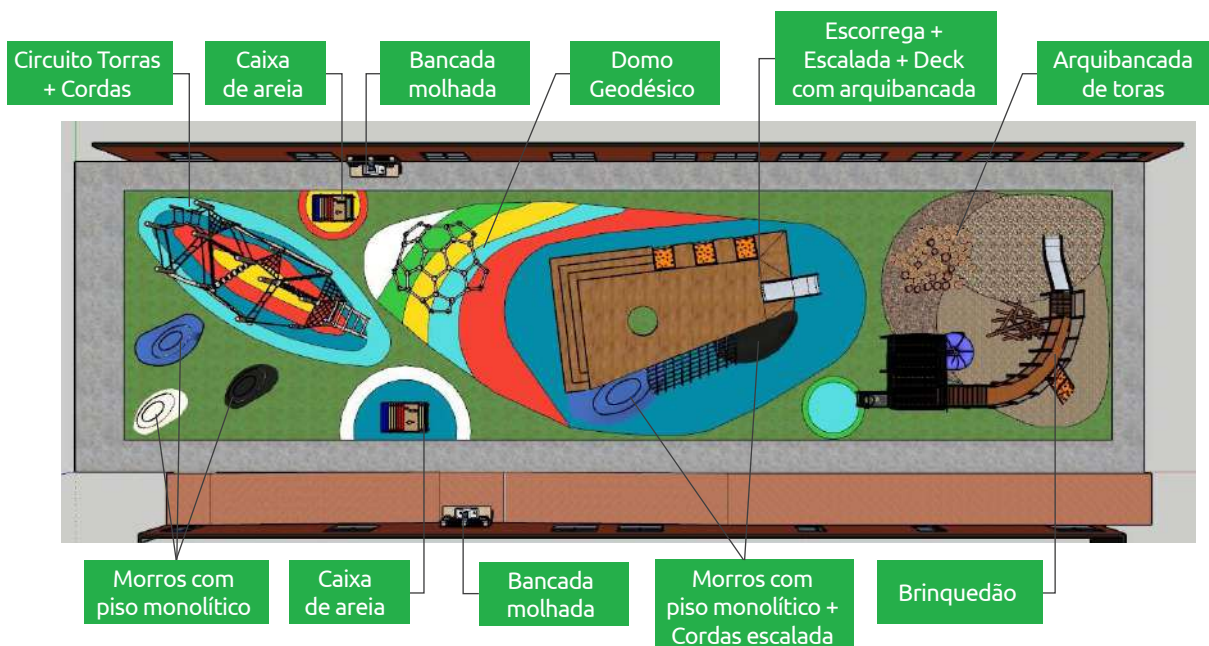 Circuito Torras
+ Cordas
Caixa
de areia
Bancada
molhada
Domo
Geodésico
Escorrega +
Escalada + Deck
com arquibancada
Arquibancada
de toras
Morros com
piso monolítico
Caixa
de areia
Bancada
molhada
Morros com
piso monolítico +
Cordas escalada
Brinquedão